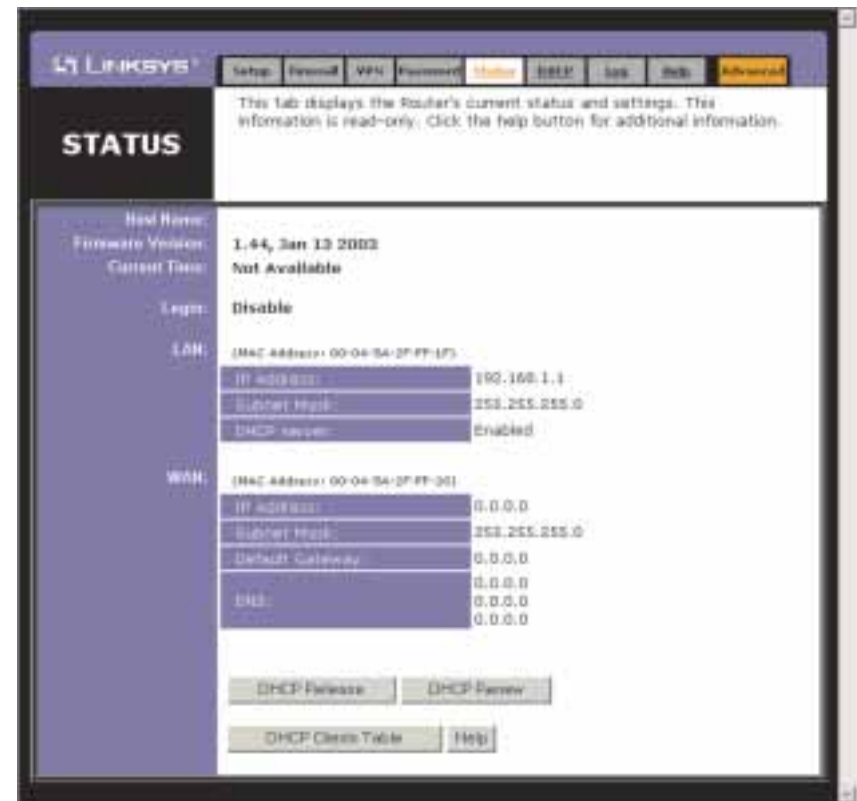 LINKSYS
Setup Firewall VPN Password Status DHCP Log Help Advanced
STATUS
This tab displays the Router's current status and settings. This
information is read-only. Click the help button for additional information.
Host Name:
Firmware Version: 1.44, Jan 13 2003
Current Time: Not Available
Login: Disable
LAN: (MAC Address: 00-04-5A-2F-FF-1F)
IP Address: 192.168.1.1
Subnet Mask: 255.255.255.0
DHCP server: Enabled
WAN: (MAC Address: 00-04-5A-2F-FF-20)
IP Address: 0.0.0.0
Subnet Mask: 255.255.255.0
Default Gateway: 0.0.0.0
DNS: 0.0.0.0
0.0.0.0
0.0.0.0
DHCP Release DHCP Renew
DHCP Clients Table Help